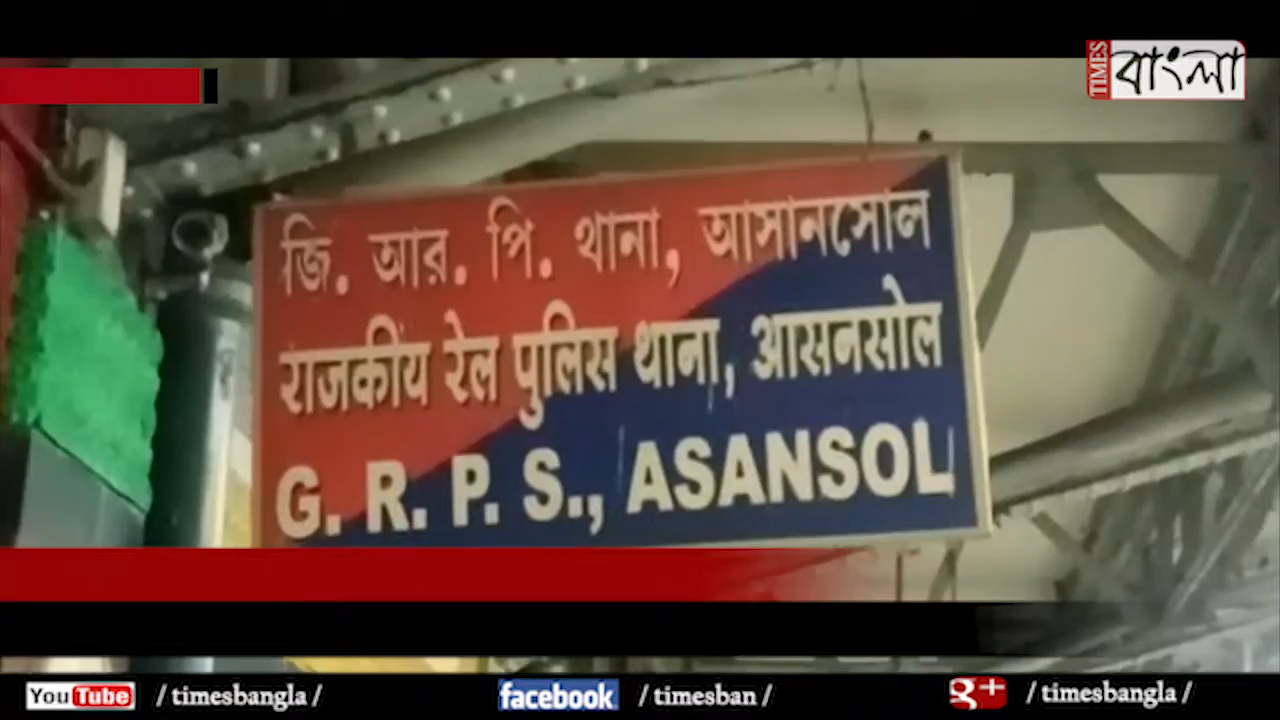 TIMES বাংলা
জি. আর. পি. থানা, আসানসোল
राजकीय रेल पुलिस थाना, आसनसोल
G. R. P. S., ASANSOL
YouTube / timesbangla /
facebook / timesban /
g+ / timesbangla /